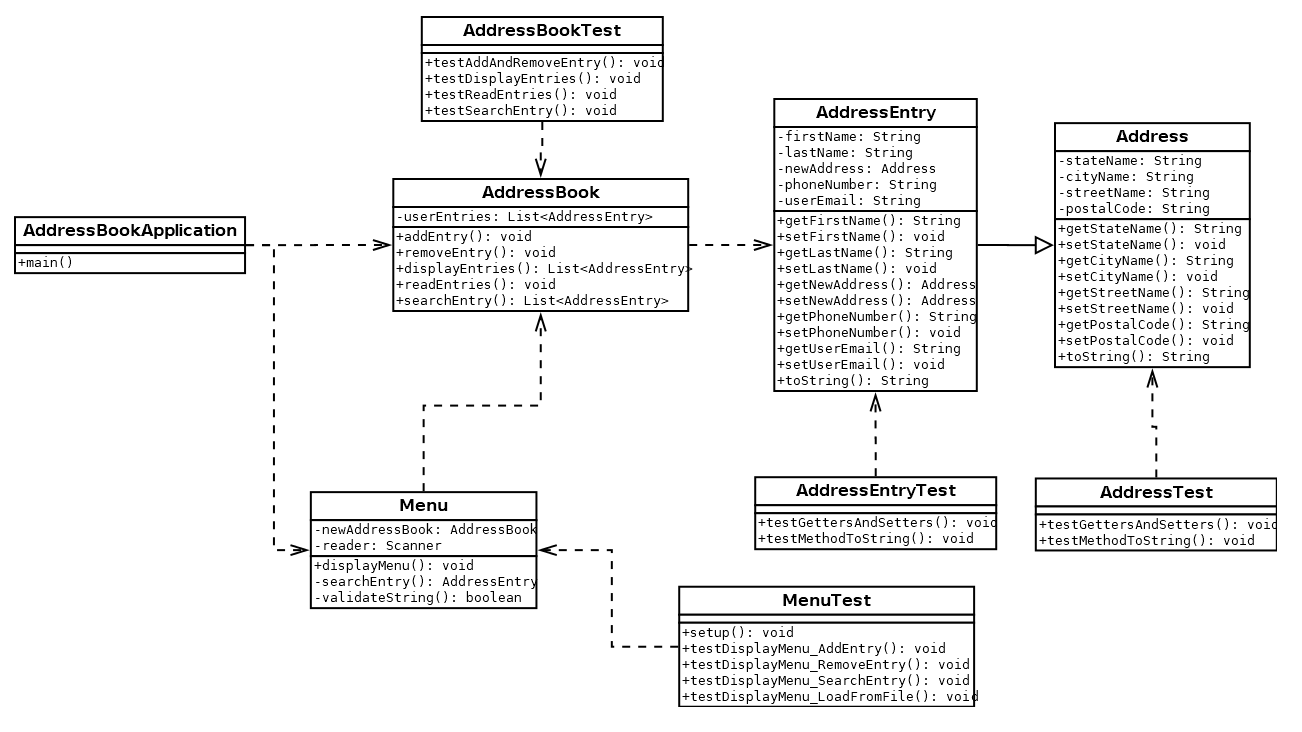 AddressBookTest
+testAddAndRemoveEntry(): void
+testDisplayEntries(): void
+testReadEntries(): void
+testSearchEntry(): void
AddressEntry
-firstName: String
-lastName: String
-newAddress: Address
-phoneNumber: String
-userEmail: String
+getFirstName(): String
+setFirstName(): void
+getLastName(): String
+setLastName(): void
+getNewAddress(): Address
+setNewAddress(): Address
+getPhoneNumber(): String
+setPhoneNumber(): void
+getUserEmail(): String
+setUserEmail(): void
+toString(): String
Address
-stateName: String
-cityName: String
-streetName: String
-postalCode: String
+getStateName(): String
+setStateName(): void
+getCityName(): String
+setCityName(): void
+getStreetName(): String
+setStreetName(): void
+getPostalCode(): String
+setPostalCode(): void
+toString(): String
AddressBook
-userEntries: List<AddressEntry>
+addEntry(): void
+removeEntry(): void
+displayEntries(): List<AddressEntry>
+readEntries(): void
+searchEntry(): List<AddressEntry>
AddressBookApplication
+main()
Menu
-newAddressBook: AddressBook
-reader: Scanner
+displayMenu(): void
-searchEntry(): AddressEntry
-validateString(): boolean
AddressEntryTest
+testGettersAndSetters(): void
+testMethodToString(): void
AddressTest
+testGettersAndSetters(): void
+testMethodToString(): void
MenuTest
+setup(): void
+testDisplayMenu_AddEntry(): void
+testDisplayMenu_RemoveEntry(): void
+testDisplayMenu_SearchEntry(): void
+testDisplayMenu_LoadFromFile(): void